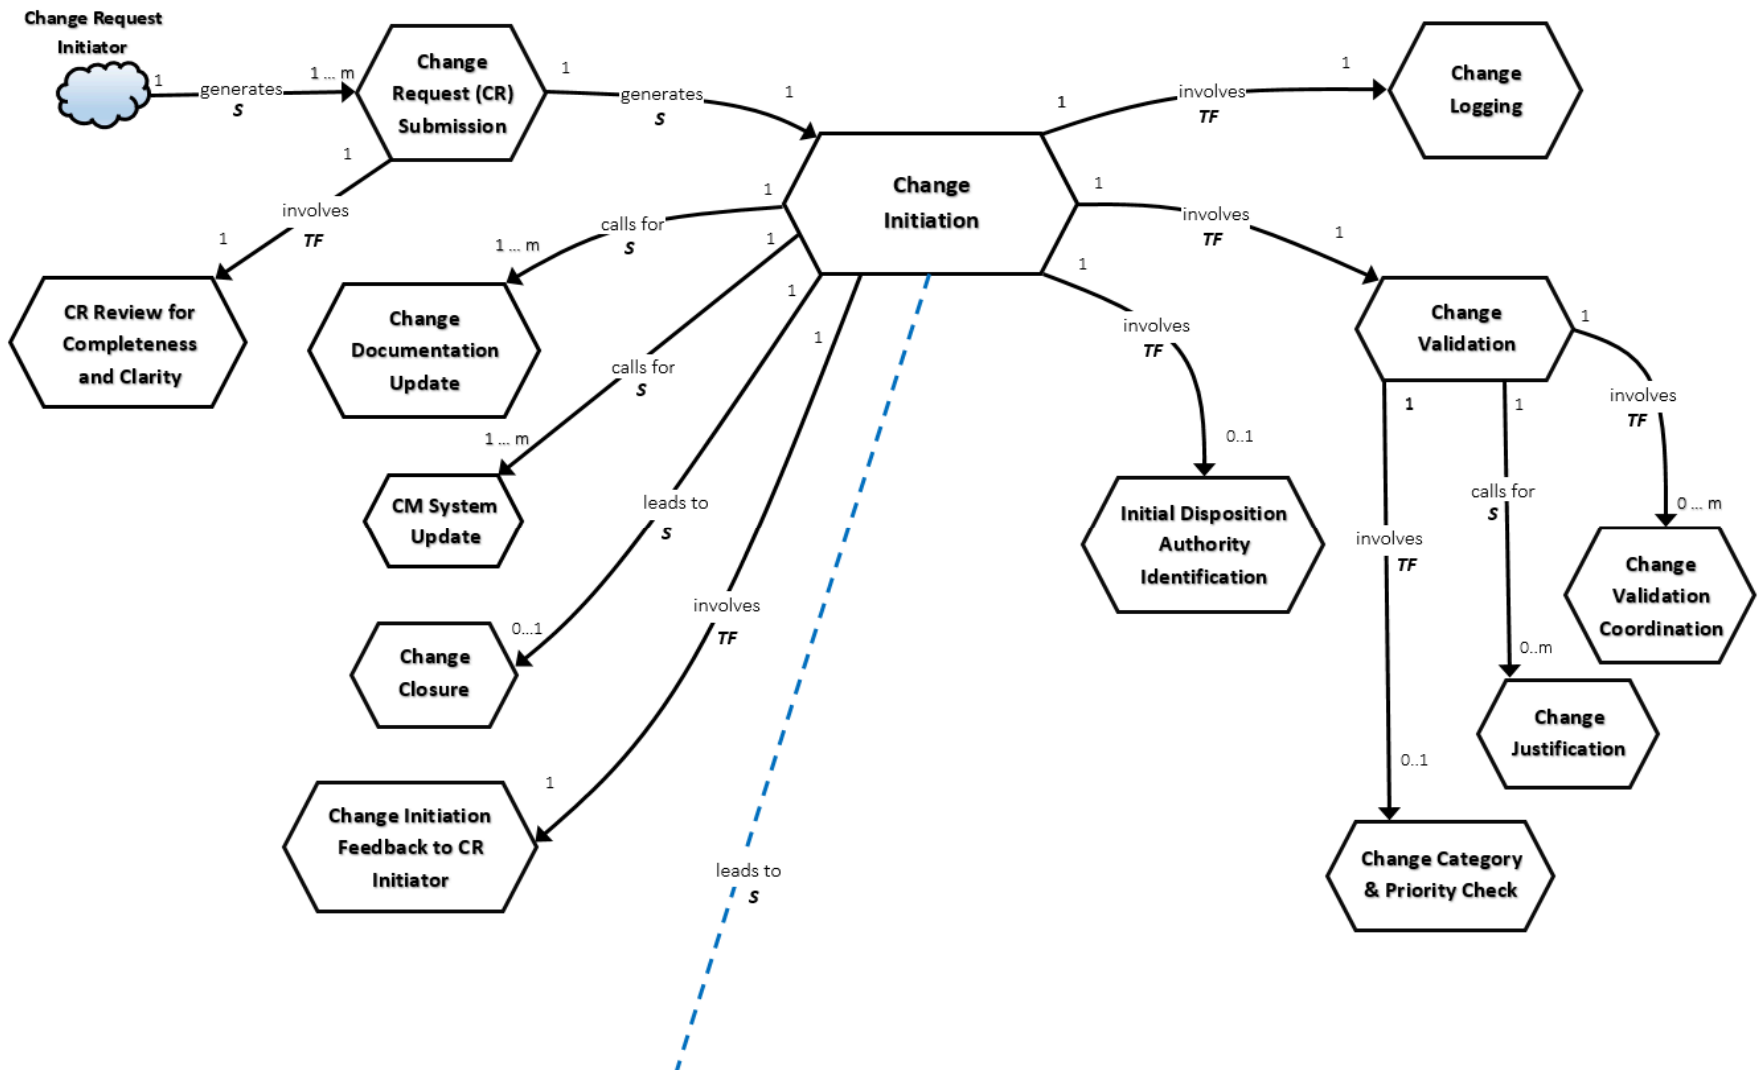 Change Request
Initiator
1
generates
S
1 ... m
Change
Request (CR)
Submission
1
generates
S
1
1
involves
TF
1
Change
Logging
1
involves
TF
1
CR Review for
Completeness
and Clarity
Change
Initiation
1
calls for
S
1 ... m
Change
Documentation
Update
1
calls for
S
1 ... m
CM System
Update
1
leads to
S
0...1
Change
Closure
1
involves
TF
1
Change Initiation
Feedback to CR
Initiator
leads to
S
1
involves
TF
0..1
Initial Disposition
Authority
Identification
1
involves
TF
1
Change
Validation
1
involves
TF
0 ... m
Change
Validation
Coordination
1
calls for
S
0..m
Change
Justification
1
involves
TF
0..1
Change Category
& Priority Check